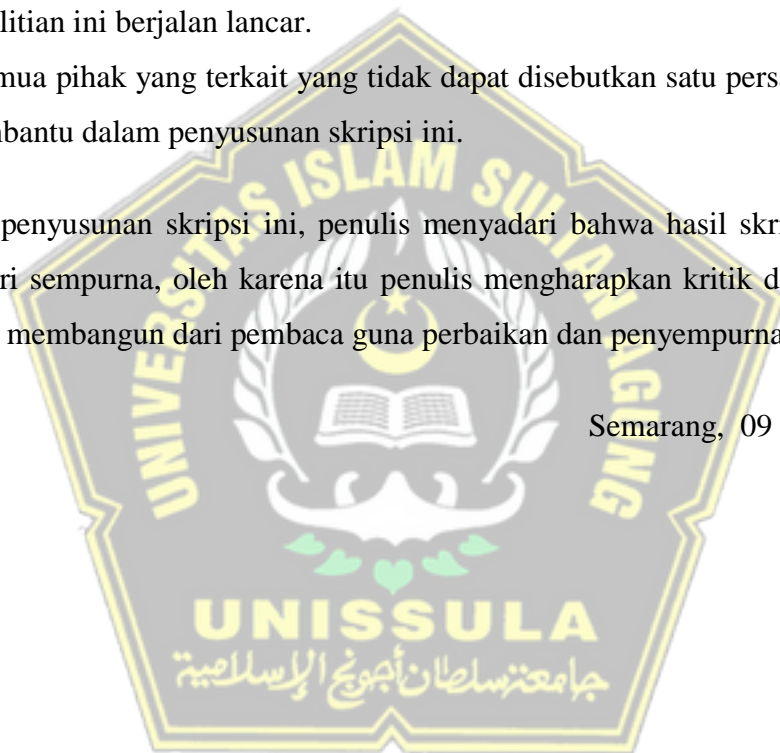 litian ini berjalan lancar.
mua pihak yang terkait yang tidak dapat disebutkan satu pers
bantu dalam penyusunan skripsi ini.
penyusunan skripsi ini, penulis menyadari bahwa hasil skr
ri sempurna, oleh karena itu penulis mengharapkan kritik d
membangun dari pembaca guna perbaikan dan penyempurna
Semarang, 09
UNIVERSITAS ISLAM SULTAN AGUNG
UNISSULA
جامعة سلطان أجونج الإسلامية